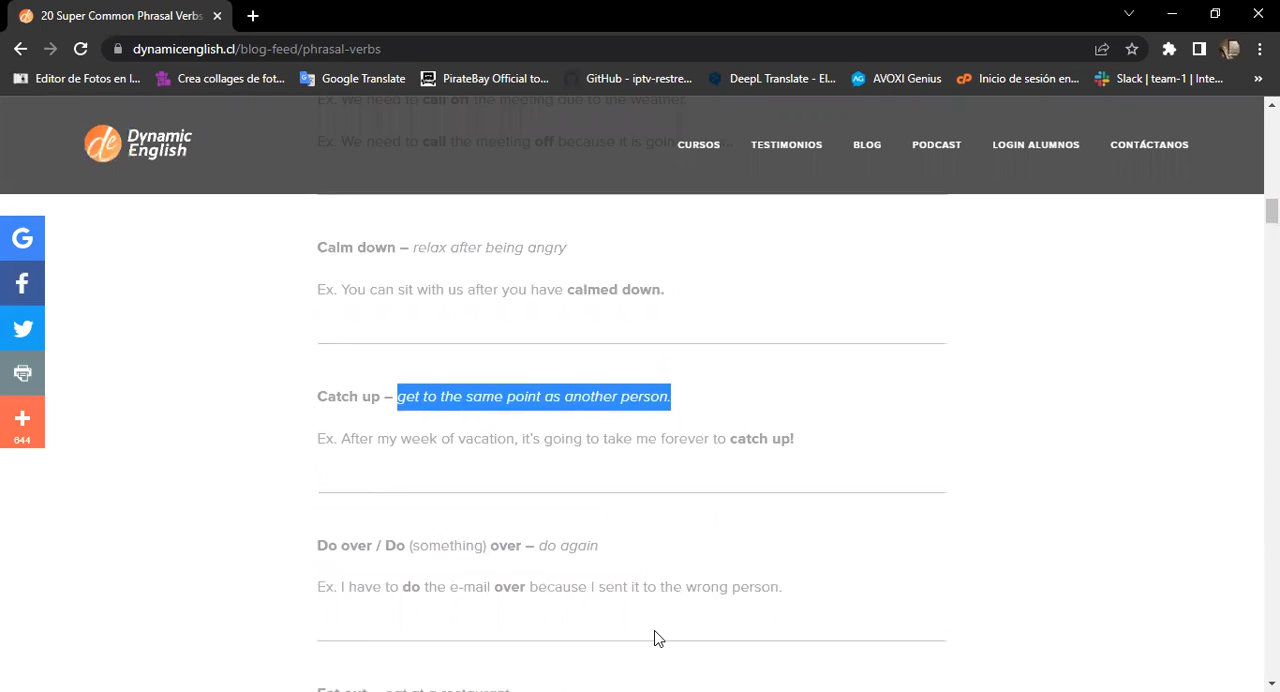 20 Super Common Phrasal Verbs
dynamicenglish.cl/blog-feed/phrasal-verbs
Editor de Fotos en l...
Crea collages de fot...
Google Translate
PirateBay Official to...
GitHub - iptv-restre...
DeepL Translate - El...
AVOXI Genius
Inicio de sesión en...
Slack | team-1 | Inte...
»
Ex. We need to call off the meeting due to the weather.
Ex. We need to call the meeting off because it is going
Dynamic
English
CURSOS
TESTIMONIOS
BLOG
PODCAST
LOGIN ALUMNOS
CONTÁCTANOS
Calm down – relax after being angry
Ex. You can sit with us after you have calmed down.
Catch up – get to the same point as another person.
Ex. After my week of vacation, it’s going to take me forever to catch up!
Do over / Do (something) over – do again
Ex. I have to do the e-mail over because I sent it to the wrong person.
Eat out – eat at a restaurant
644